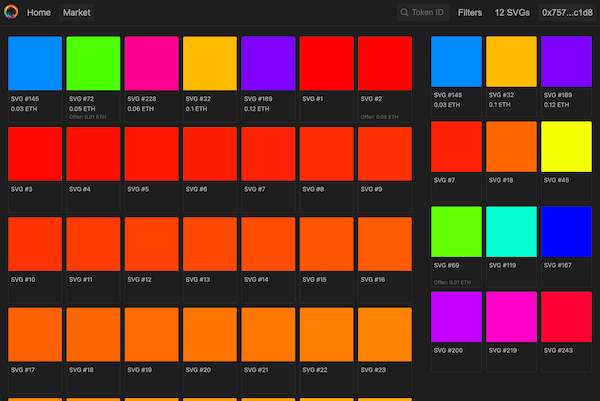 Home Market Token ID Filters 12 SVGs 0x757...c1d8
SVG #145 SVG #72 SVG #228 SVG #32 SVG #189 SVG #1 SVG #2
0.03 ETH 0.05 ETH 0.06 ETH 0.1 ETH 0.12 ETH
Offer: 0.01 ETH Offer: 0.05 ETH
SVG #3 SVG #4 SVG #5 SVG #6 SVG #7 SVG #8 SVG #9
SVG #10 SVG #11 SVG #12 SVG #13 SVG #14 SVG #15 SVG #16
SVG #17 SVG #18 SVG #19 SVG #20 SVG #21 SVG #22 SVG #23
SVG #145 SVG #32 SVG #189
0.03 ETH 0.1 ETH 0.12 ETH
SVG #7 SVG #18 SVG #45
SVG #69 SVG #119 SVG #167
Offer: 0.01 ETH
SVG #200 SVG #219 SVG #243